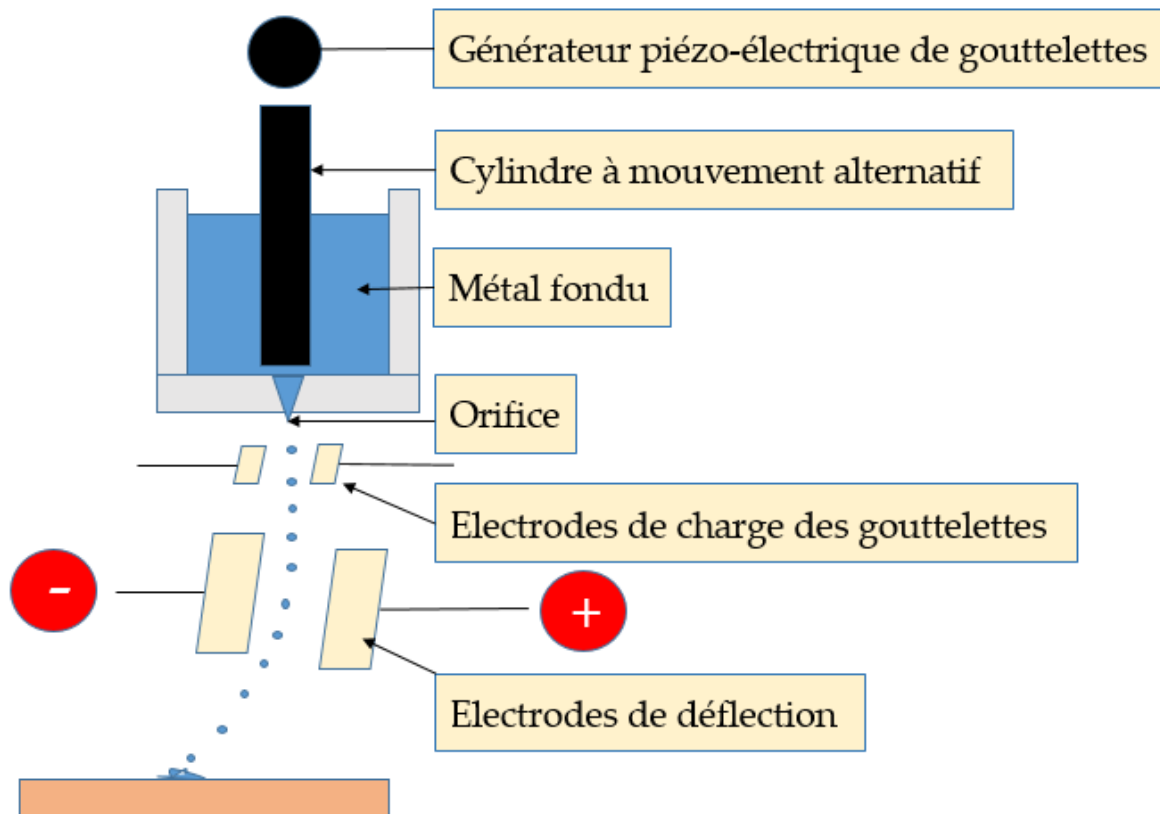 Générateur piézo-électrique de gouttelettes
Cylindre à mouvement alternatif
Métal fondu
Orifice
Electrodes de charge des gouttelettes
-
+
Electrodes de déflection